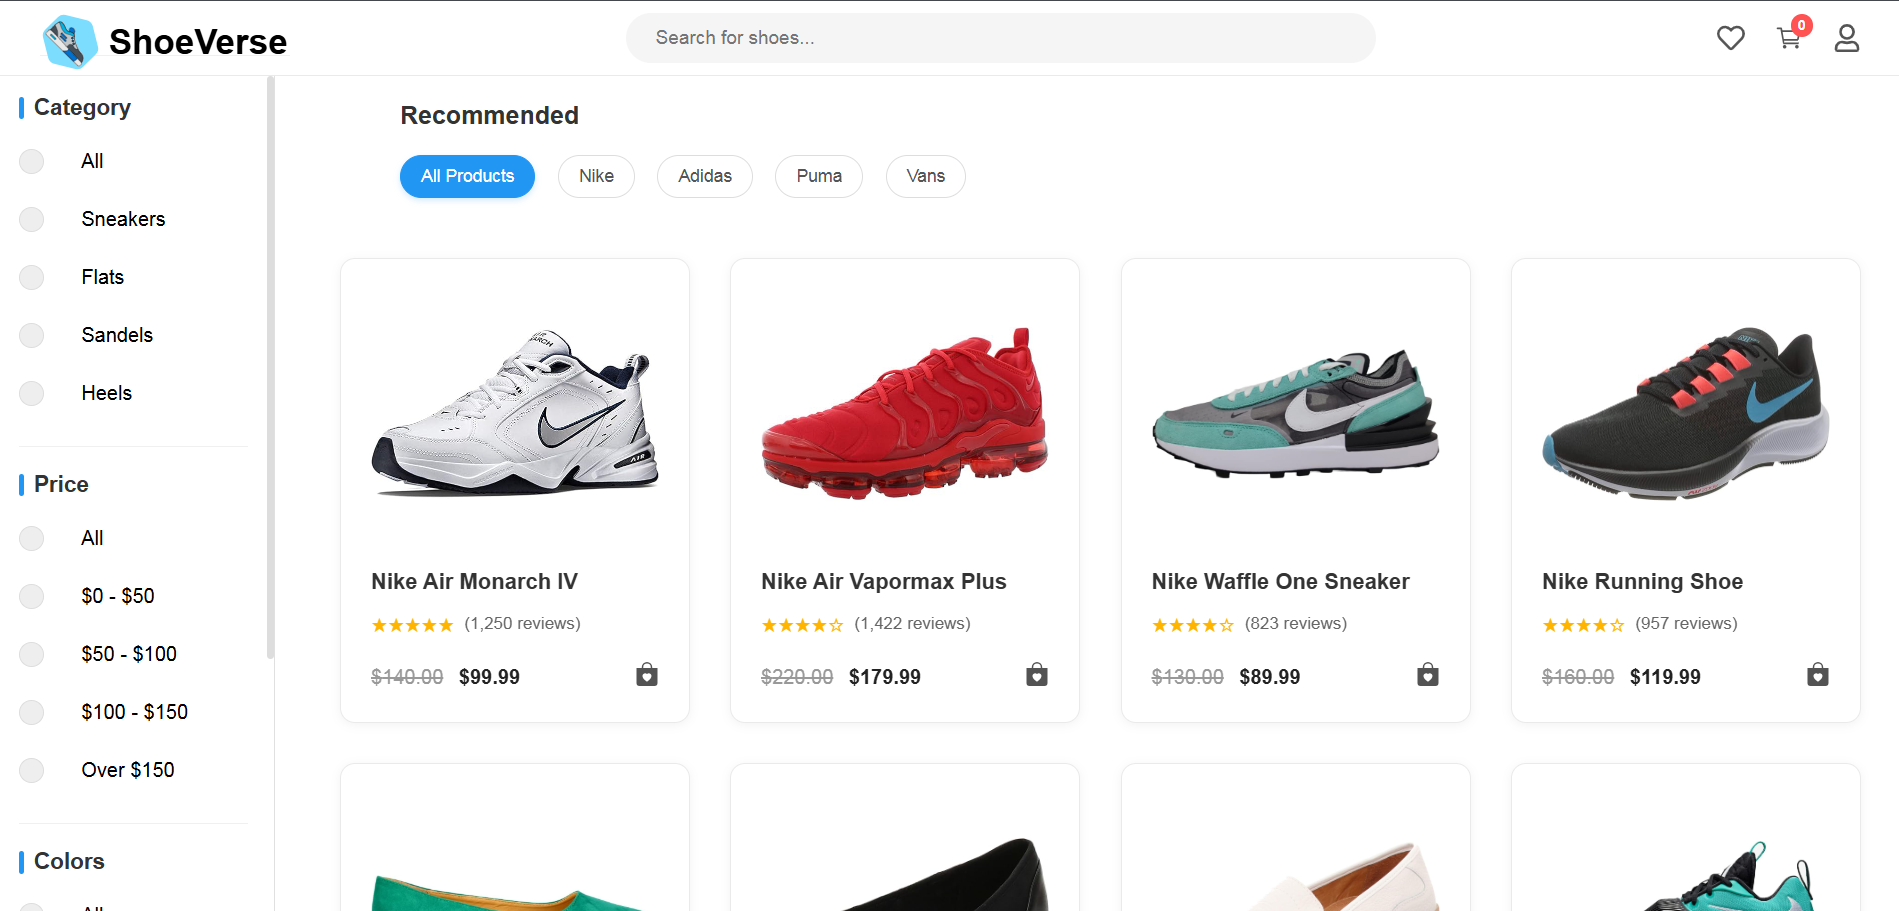 ShoeVerse
Search for shoes...
0
Category
All
Sneakers
Flats
Sandels
Heels
Price
All
$0 - $50
$50 - $100
$100 - $150
Over $150
Colors
All
Recommended
All Products
Nike
Adidas
Puma
Vans
Nike Air Monarch IV
★★★★★ (1,250 reviews)
$140.00 $99.99
Nike Air Vapormax Plus
★★★★☆ (1,422 reviews)
$220.00 $179.99
Nike Waffle One Sneaker
★★★★☆ (823 reviews)
$130.00 $89.99
Nike Running Shoe
★★★★☆ (957 reviews)
$160.00 $119.99